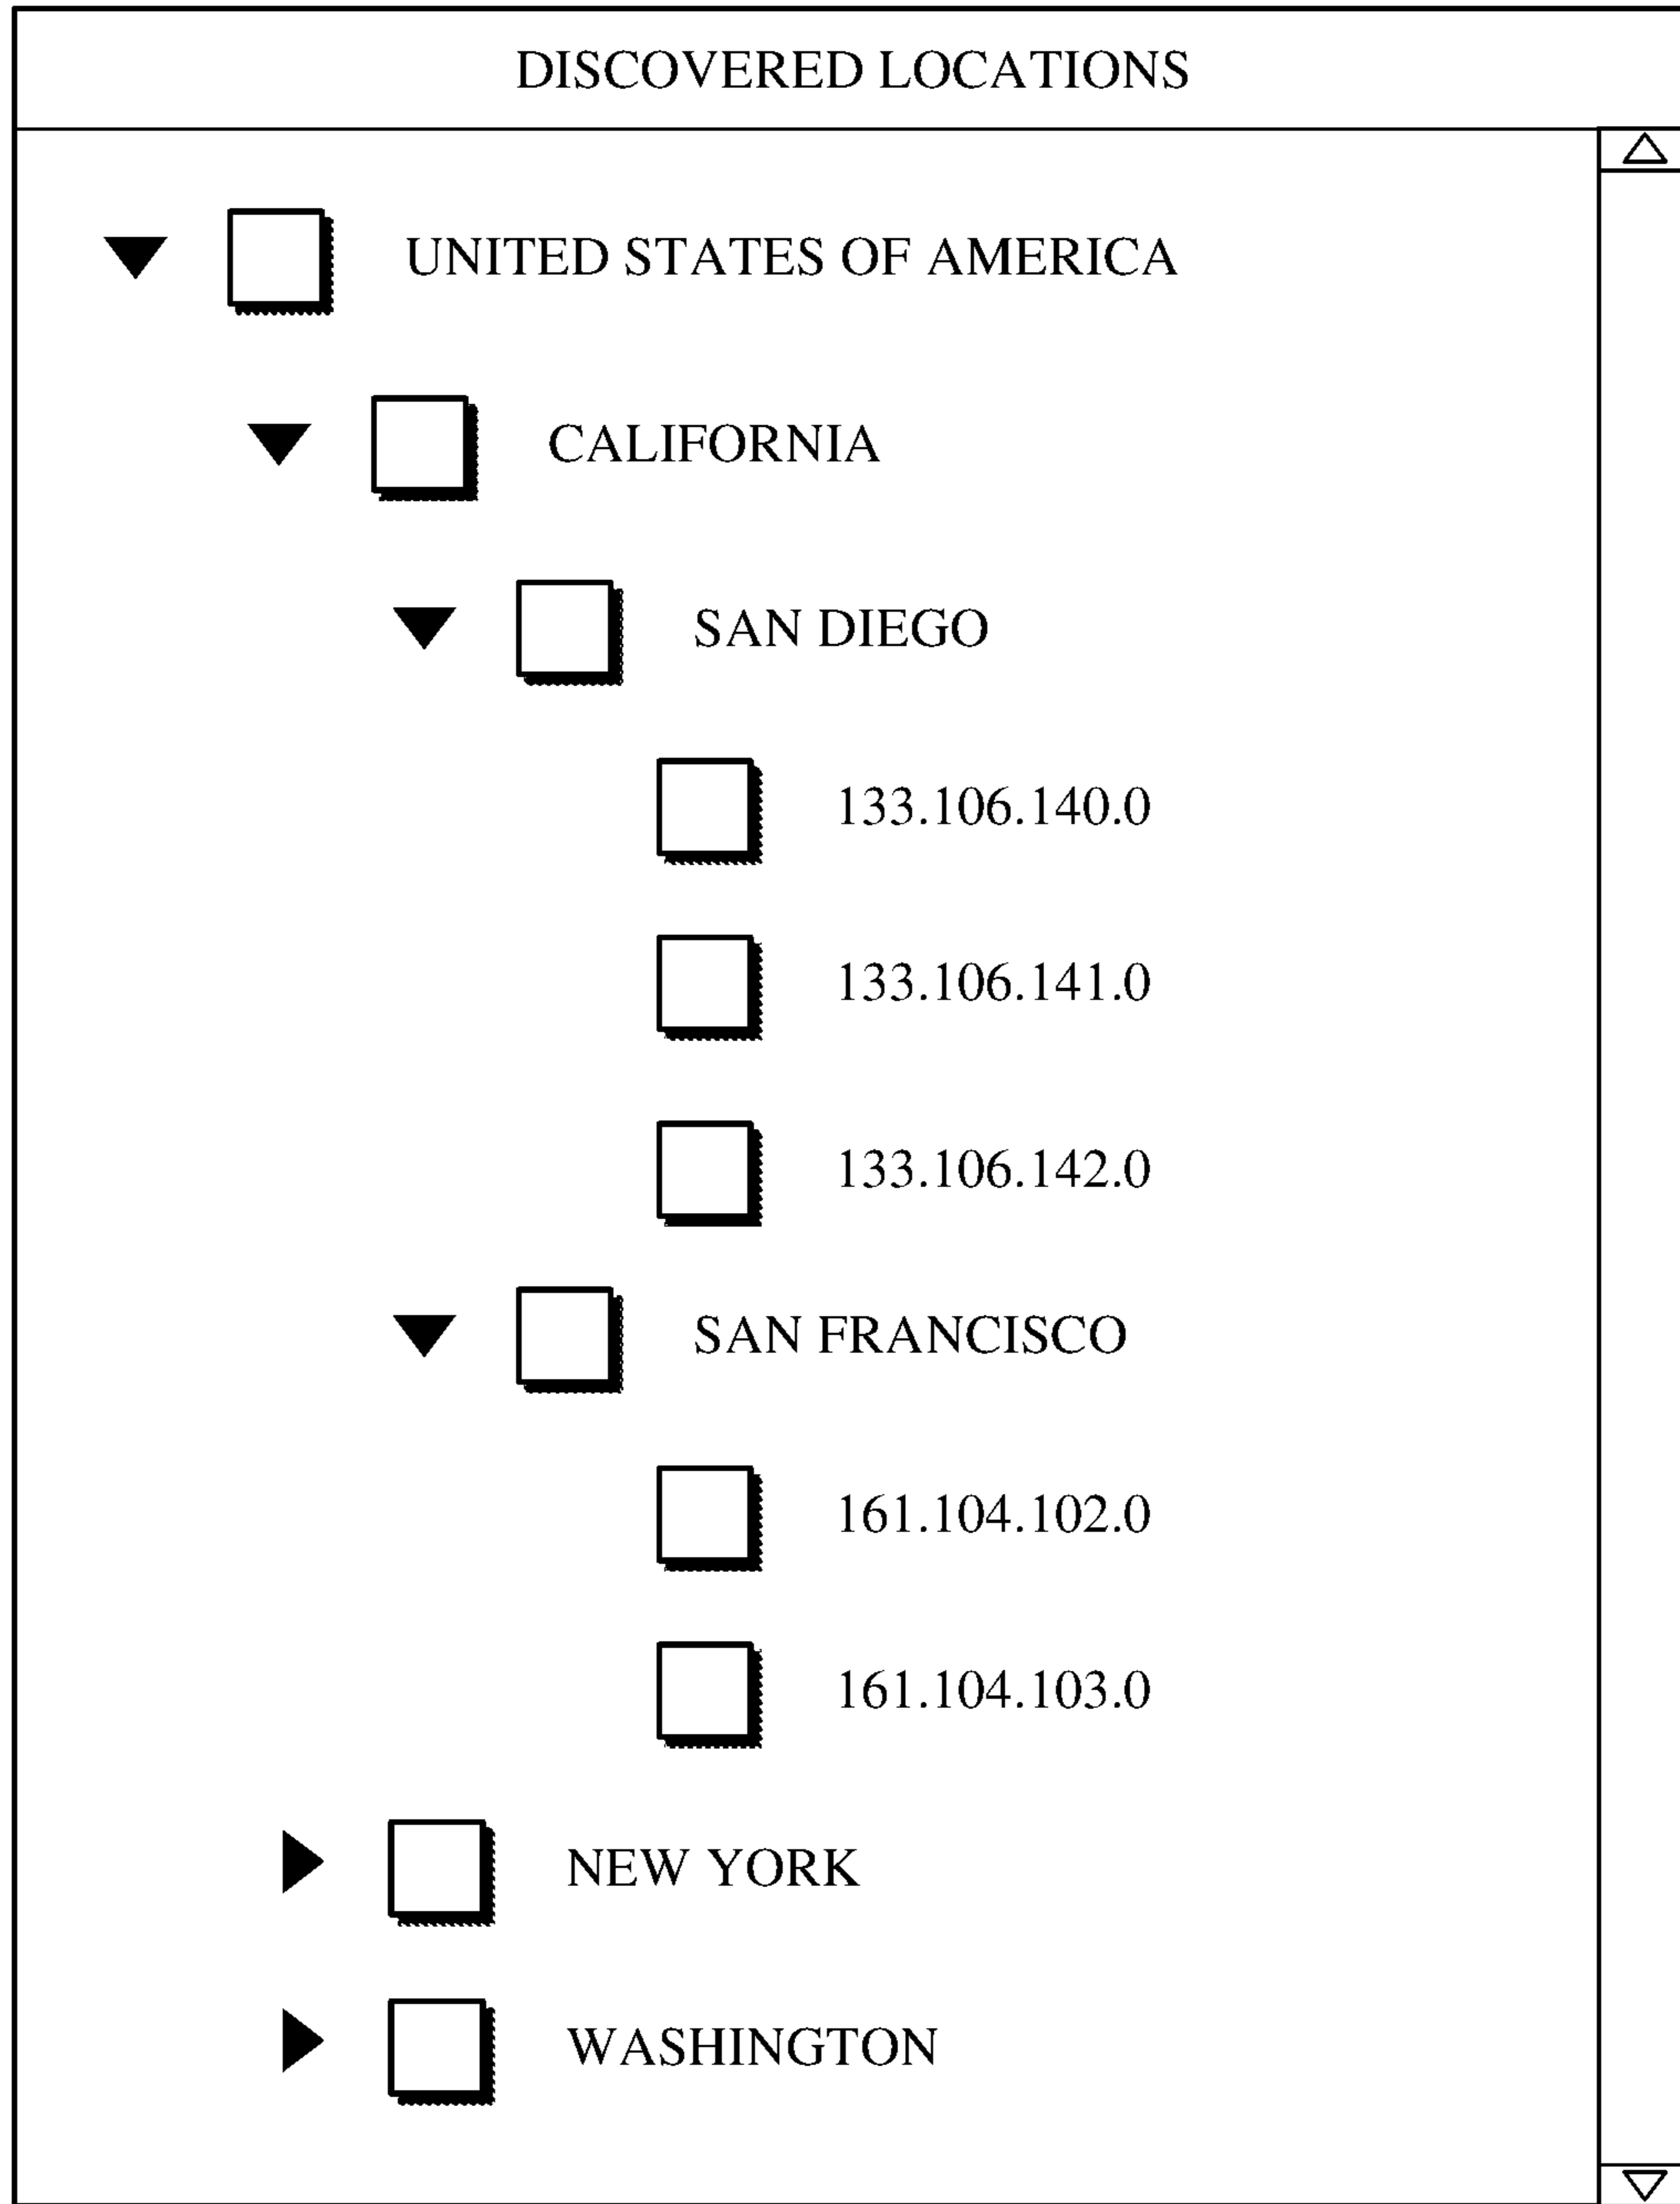 DISCOVERED LOCATIONS
UNITED STATES OF AMERICA
CALIFORNIA
SAN DIEGO
133.106.140.0
133.106.141.0
133.106.142.0
SAN FRANCISCO
161.104.102.0
161.104.103.0
NEW YORK
WASHINGTON